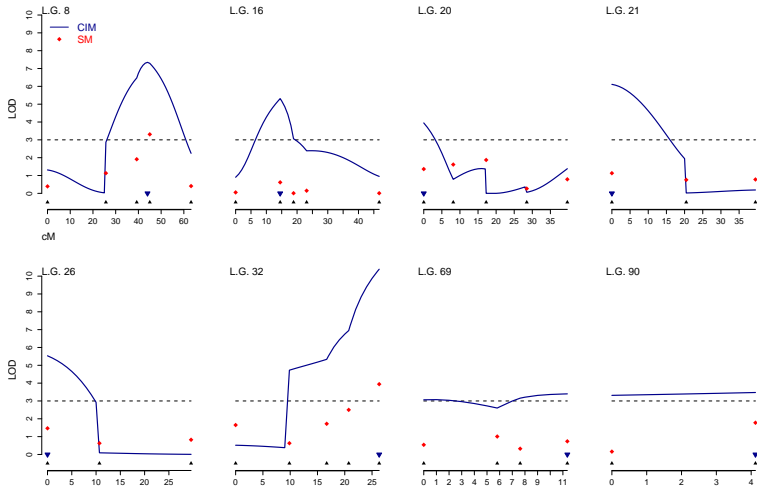 L.G. 8
L.G. 16
L.G. 20
L.G. 21
CIM
SM
LOD
0 1 2 3 4 5 6 7 8 9 10
0 10 20 30 40 50 60
0 10 20 30 40
0 5 10 15 20 25 30 35
0 5 10 15 20 25 30 35
cM
L.G. 26
L.G. 32
L.G. 69
L.G. 90
LOD
0 1 2 3 4 5 6 7 8 9 10
0 5 10 15 20 25
0 5 10 15 20 25
0 1 2 3 4 5 6 7 8 9 11
0 1 2 3 4